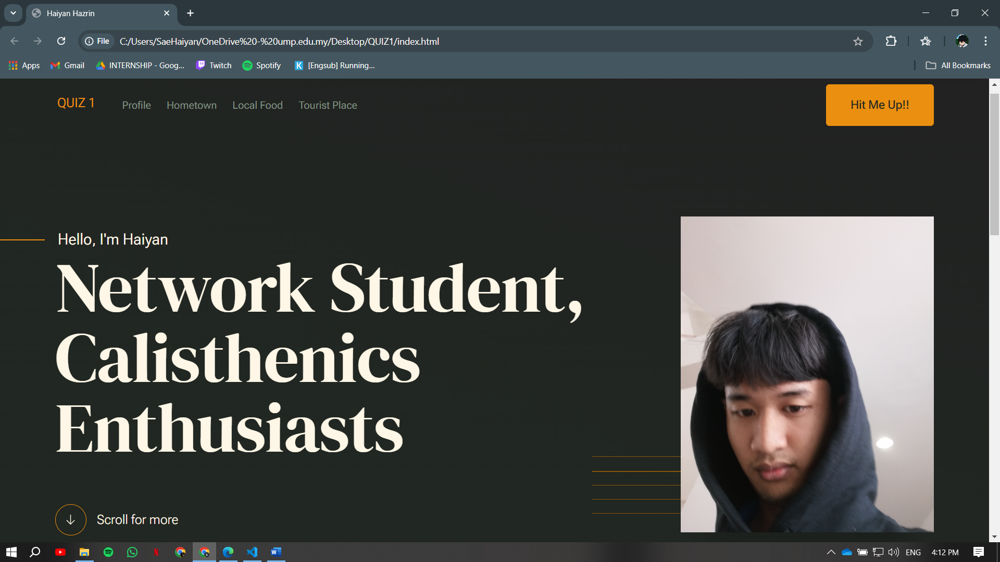 Haiyan Hazrin
File C:/Users/SaeHaiyan/OneDrive%20-%20ump.edu.my/Desktop/QUIZ1/index.html
Apps Gmail INTERNSHIP - Goog... Twitch Spotify [Engsub] Running... All Bookmarks
QUIZ 1 Profile Hometown Local Food Tourist Place Hit Me Up!!
Hello, I'm Haiyan
Network Student,
Calisthenics
Enthusiasts
Scroll for more
ENG 4:12 PM